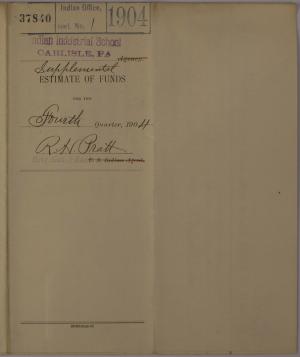 37840
Indian Office,
Incl. No. 1
1904
Indian Industrial School
CARLISLE, PA
Agency.
Supplemental
ESTIMATE OF FUNDS
FOR THE
Fourth Quarter, 1904
R. H. Pratt
U. S. Indian Agent.